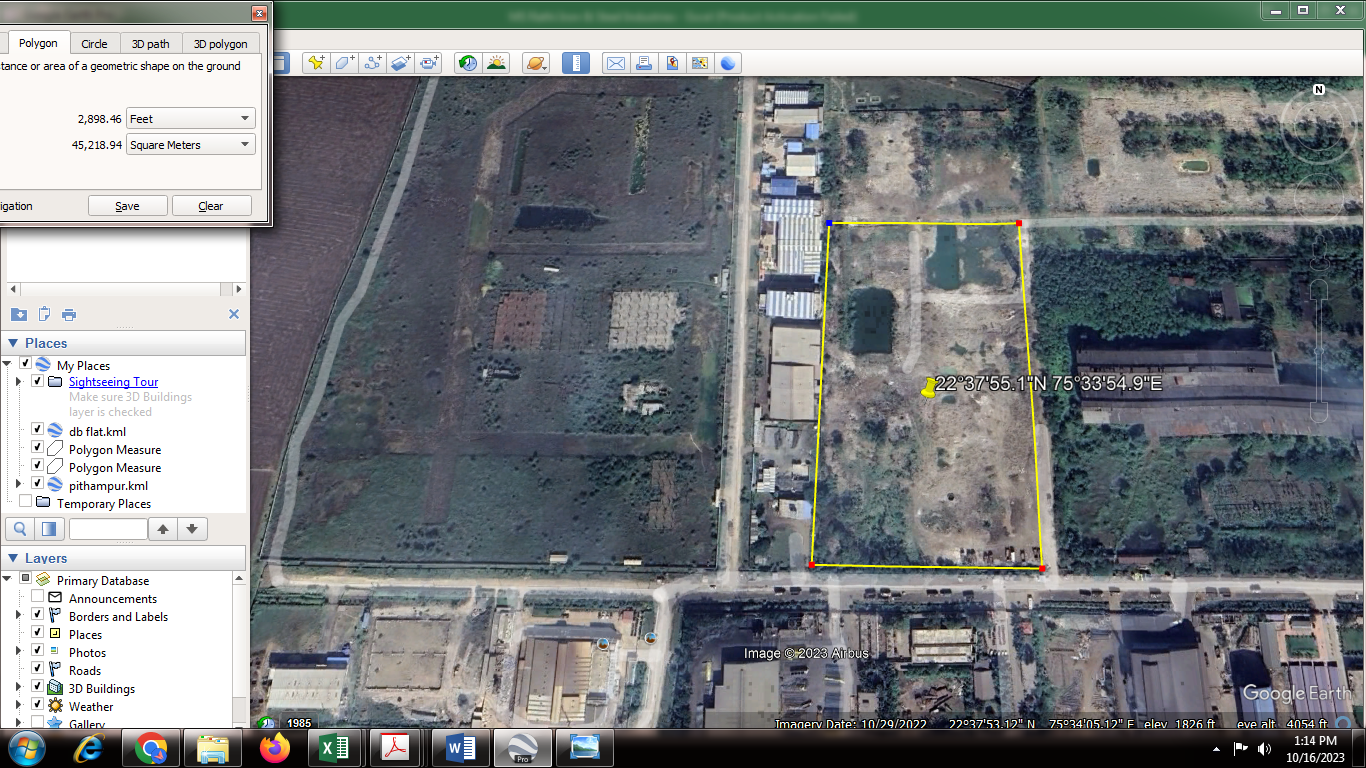 Polygon Circle 3D path 3D polygon
tance or area of a geometric shape on the ground
2,898.46 Feet
45,218.94 Square Meters
igation Save Clear
Places
My Places
Sightseeing Tour
Make sure 3D Buildings
layer is checked
db flat.kml
Polygon Measure
Polygon Measure
pithampur.kml
Temporary Places
Layers
Primary Database
Announcements
Borders and Labels
Places
Photos
Roads
3D Buildings
Weather
Gallery
N
22°37'55.1"N 75°33'54.9"E
Image © 2023 Airbus
Google Earth
1985
Imagery Date: 10/29/2022 22°37'53.12" N 75°34'05.12" E elev 1826 ft eye alt 4054 ft
Pro
1:14 PM
10/16/2023